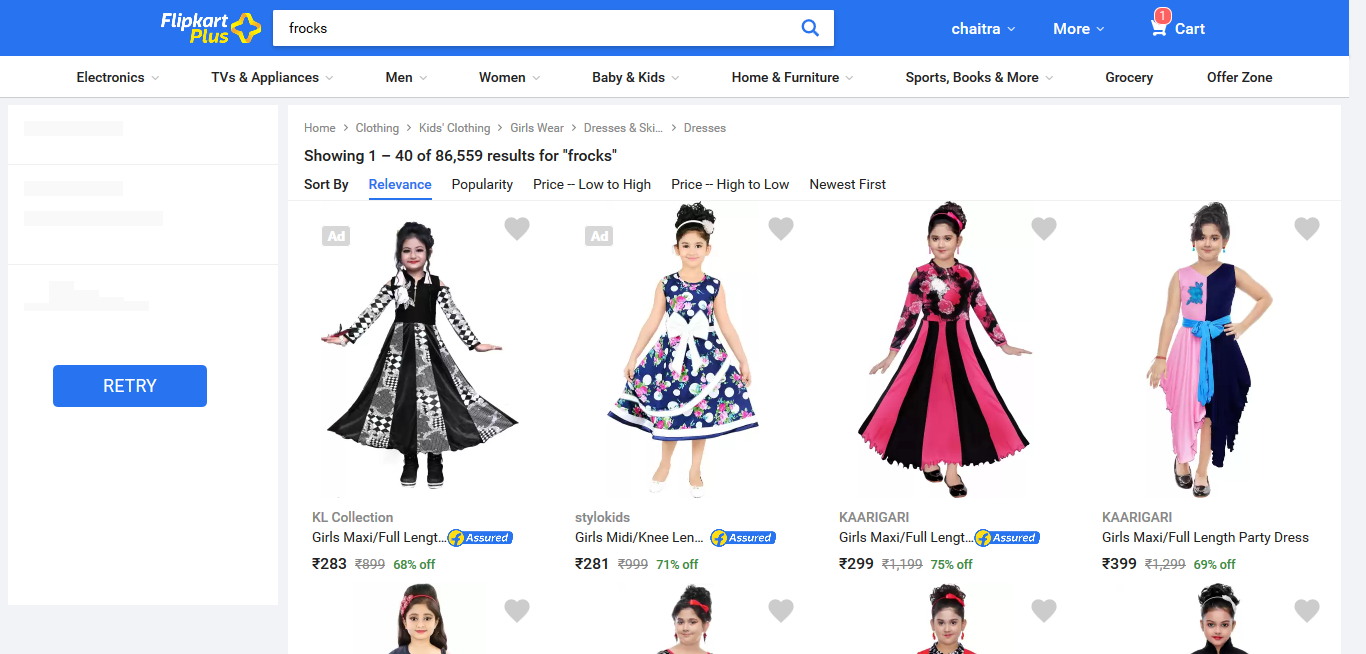 Flipkart
Plus
frocks
chaitra
More
1
Cart
Electronics
TVs & Appliances
Men
Women
Baby & Kids
Home & Furniture
Sports, Books & More
Grocery
Offer Zone
Home > Clothing > Kids' Clothing > Girls Wear > Dresses & Ski... > Dresses
Showing 1 – 40 of 86,559 results for "frocks"
Sort By Relevance Popularity Price -- Low to High Price -- High to Low Newest First
RETRY
Ad
KL Collection
Girls Maxi/Full Lengt... Assured
₹283 ₹899 68% off
Ad
stylokids
Girls Midi/Knee Len... Assured
₹281 ₹999 71% off
KAARIGARI
Girls Maxi/Full Lengt... Assured
₹299 ₹1,199 75% off
KAARIGARI
Girls Maxi/Full Length Party Dress
₹399 ₹1,299 69% off